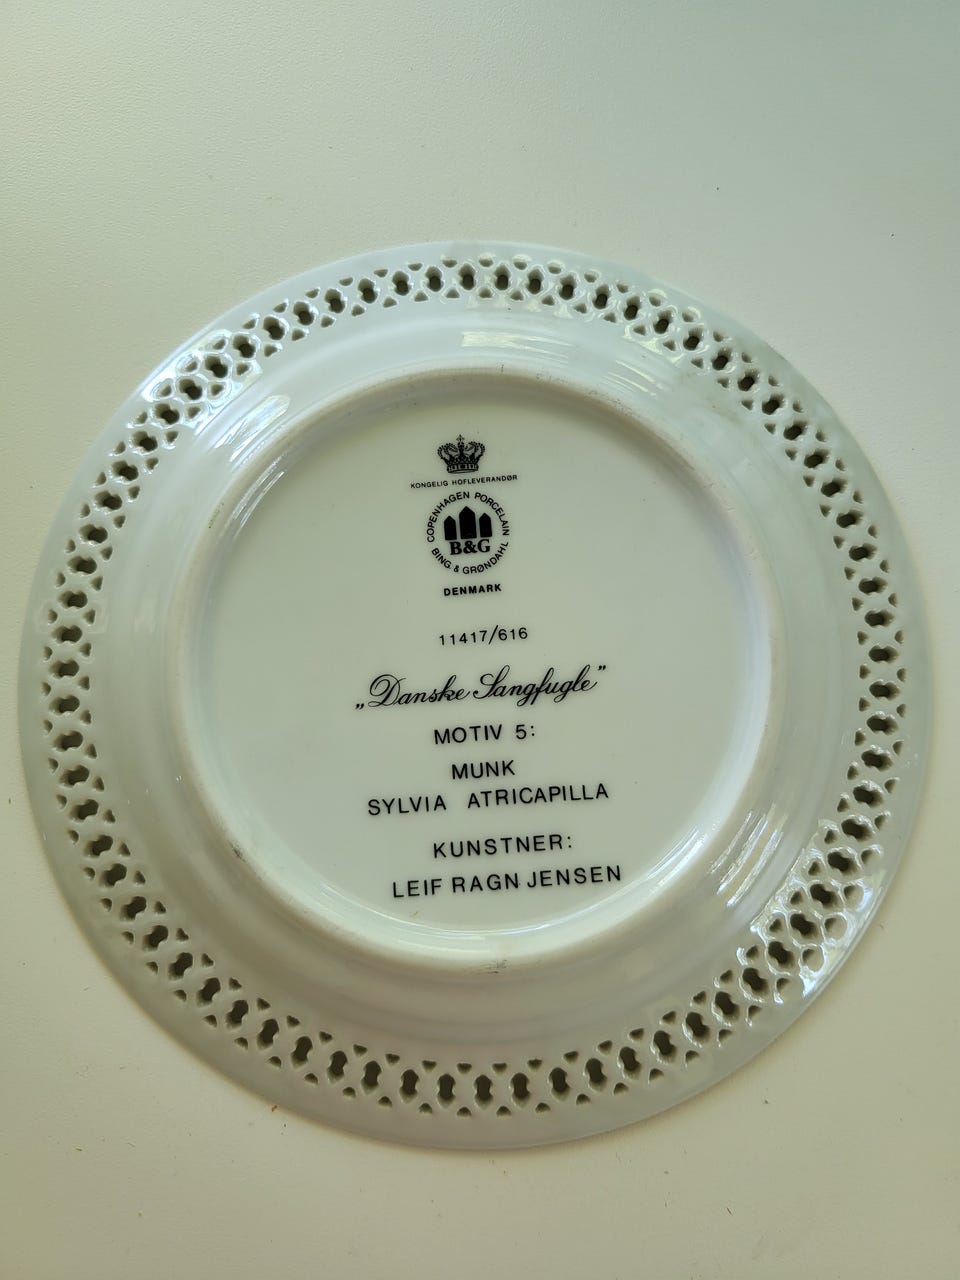 KONGELIG HOFLEVERANDØR
COPENHAGEN PORCELAIN
B&G
BING & GRØNDAHL
DENMARK
11417/616
„Danske Sangfugle”
MOTIV 5:
MUNK
SYLVIA ATRICAPILLA
KUNSTNER:
LEIF RAGN JENSEN